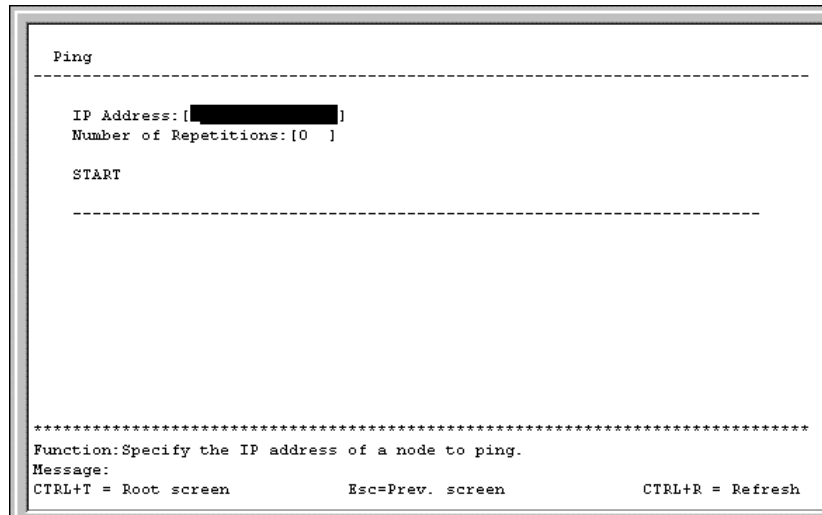 Ping
--------------------------------------------------------------------------------
IP Address:[               ]
Number of Repetitions:[0  ]
START
----------------------------------------------------------------------
*******************************************************************************
Function:Specify the IP address of a node to ping.
Message:
CTRL+T = Root screen Esc=Prev. screen CTRL+R = Refresh